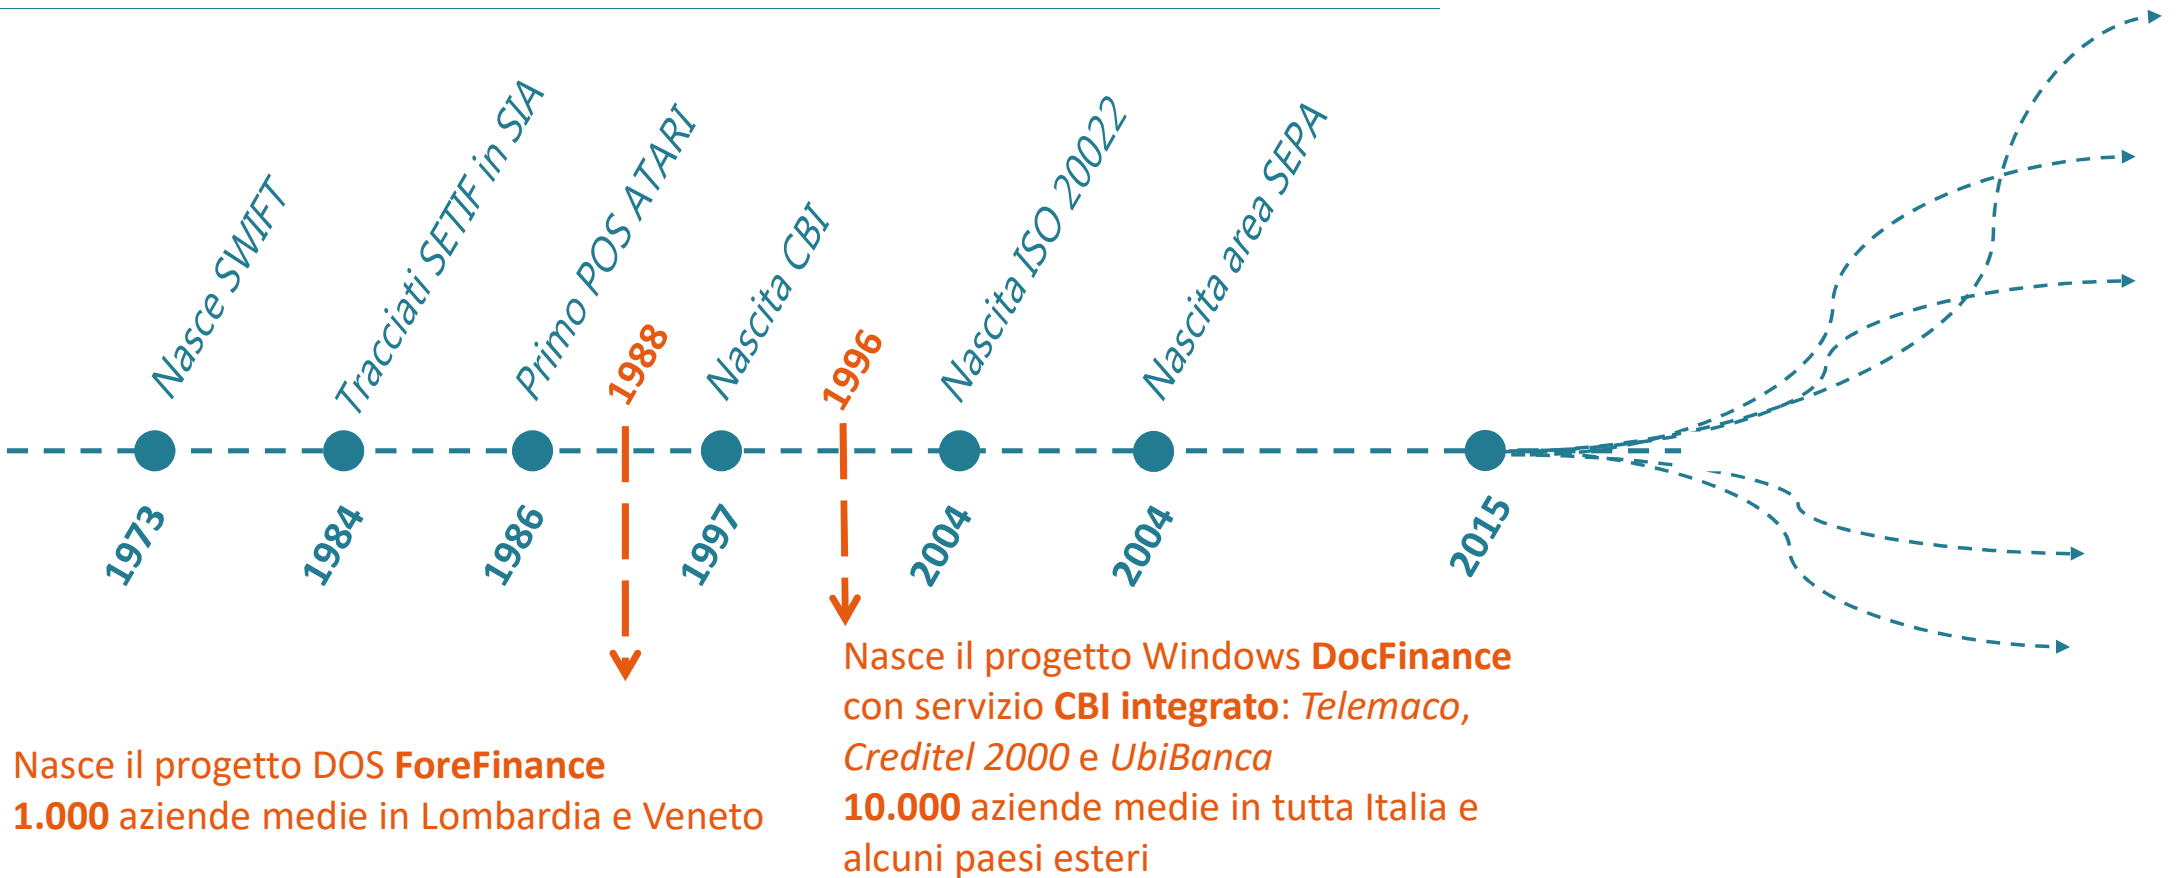 Nasce SWIFT
Tracciati SETIF in SIA
Primo POS ATARI
1988
Nascita CBI
1996
Nascita ISO 20022
Nascita area SEPA
1973
1984
1986
1997
2004
2004
2015
Nasce il progetto DOS ForeFinance
1.000 aziende medie in Lombardia e Veneto
Nasce il progetto Windows DocFinance
con servizio CBI integrato: Telemaco,
Creditel 2000 e UbiBanca
10.000 aziende medie in tutta Italia e
alcuni paesi esteri